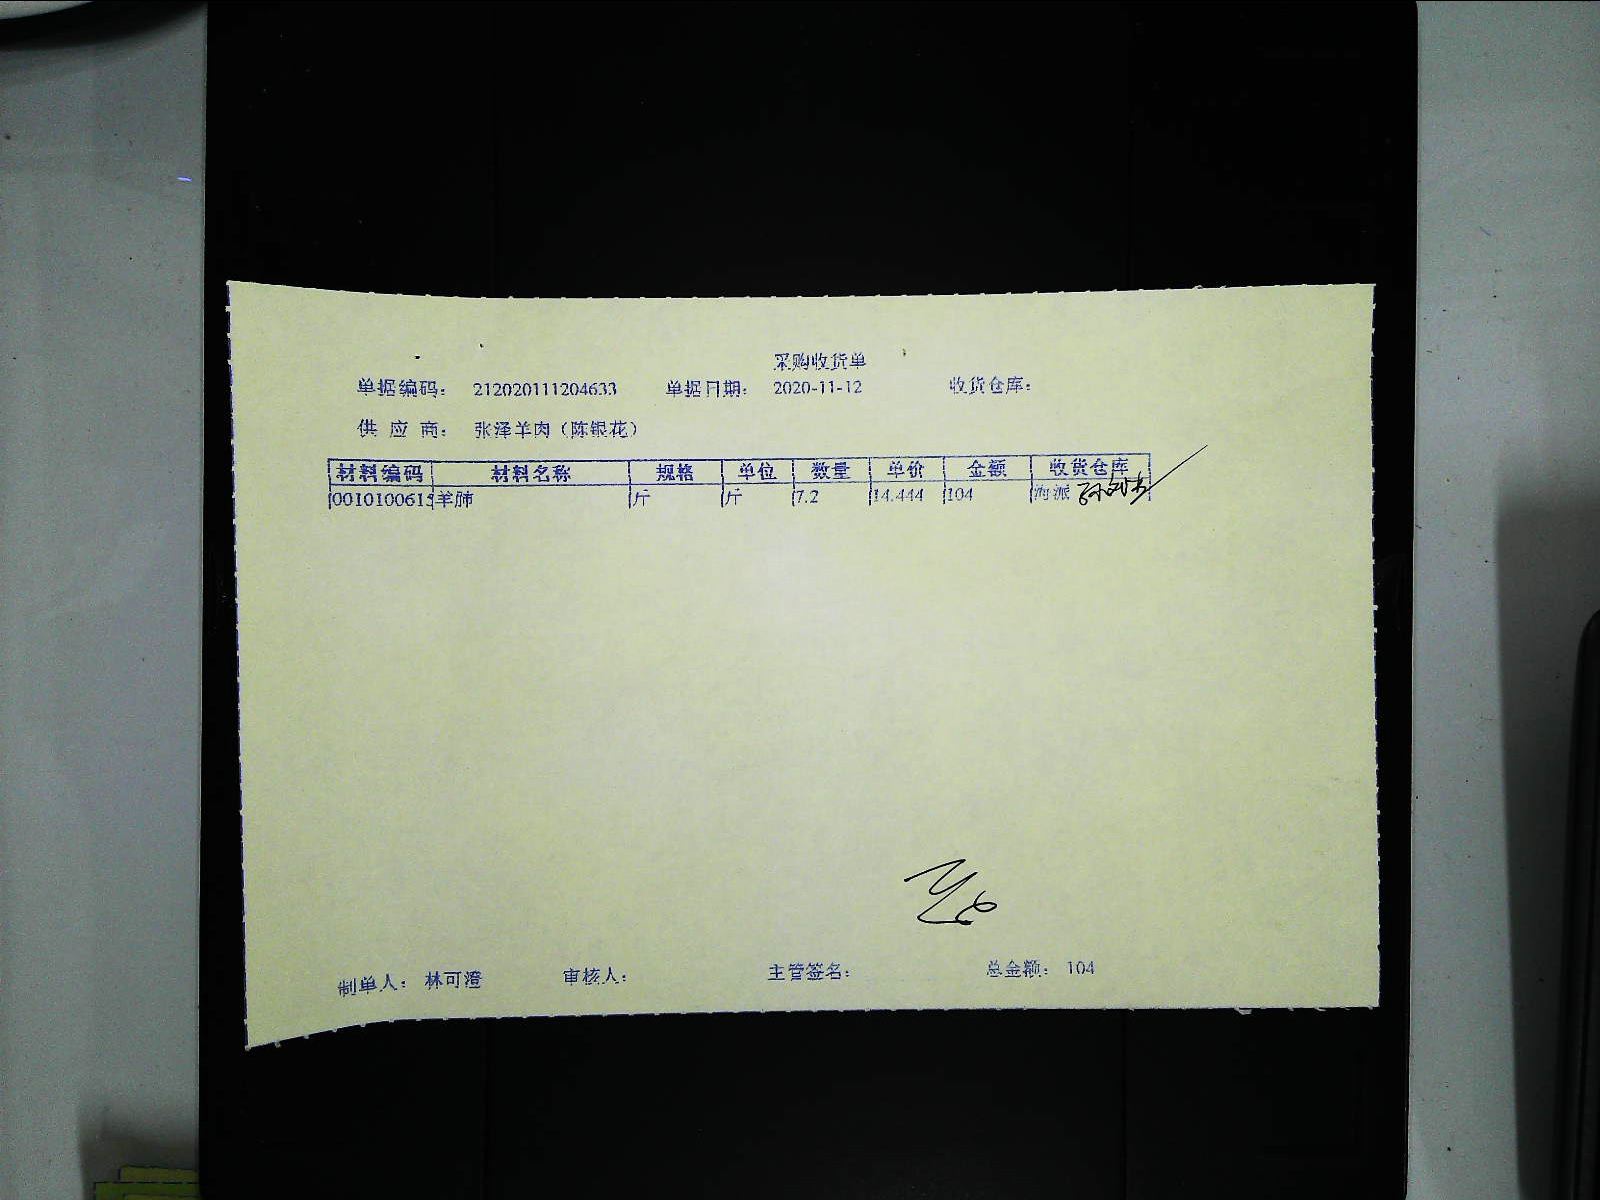 采购收货单
单据编码： 212020111204633 单据日期： 2020-11-12 收货仓库：
供 应 商： 张泽羊肉（陈银花）
材料编码 材料名称 规格 单位 数量 单价 金额 收货仓库
0010100615 羊肺 斤 斤 7.2 14.444 104 海派
制单人： 林可澄 审核人： 主管签名： 总金额： 104